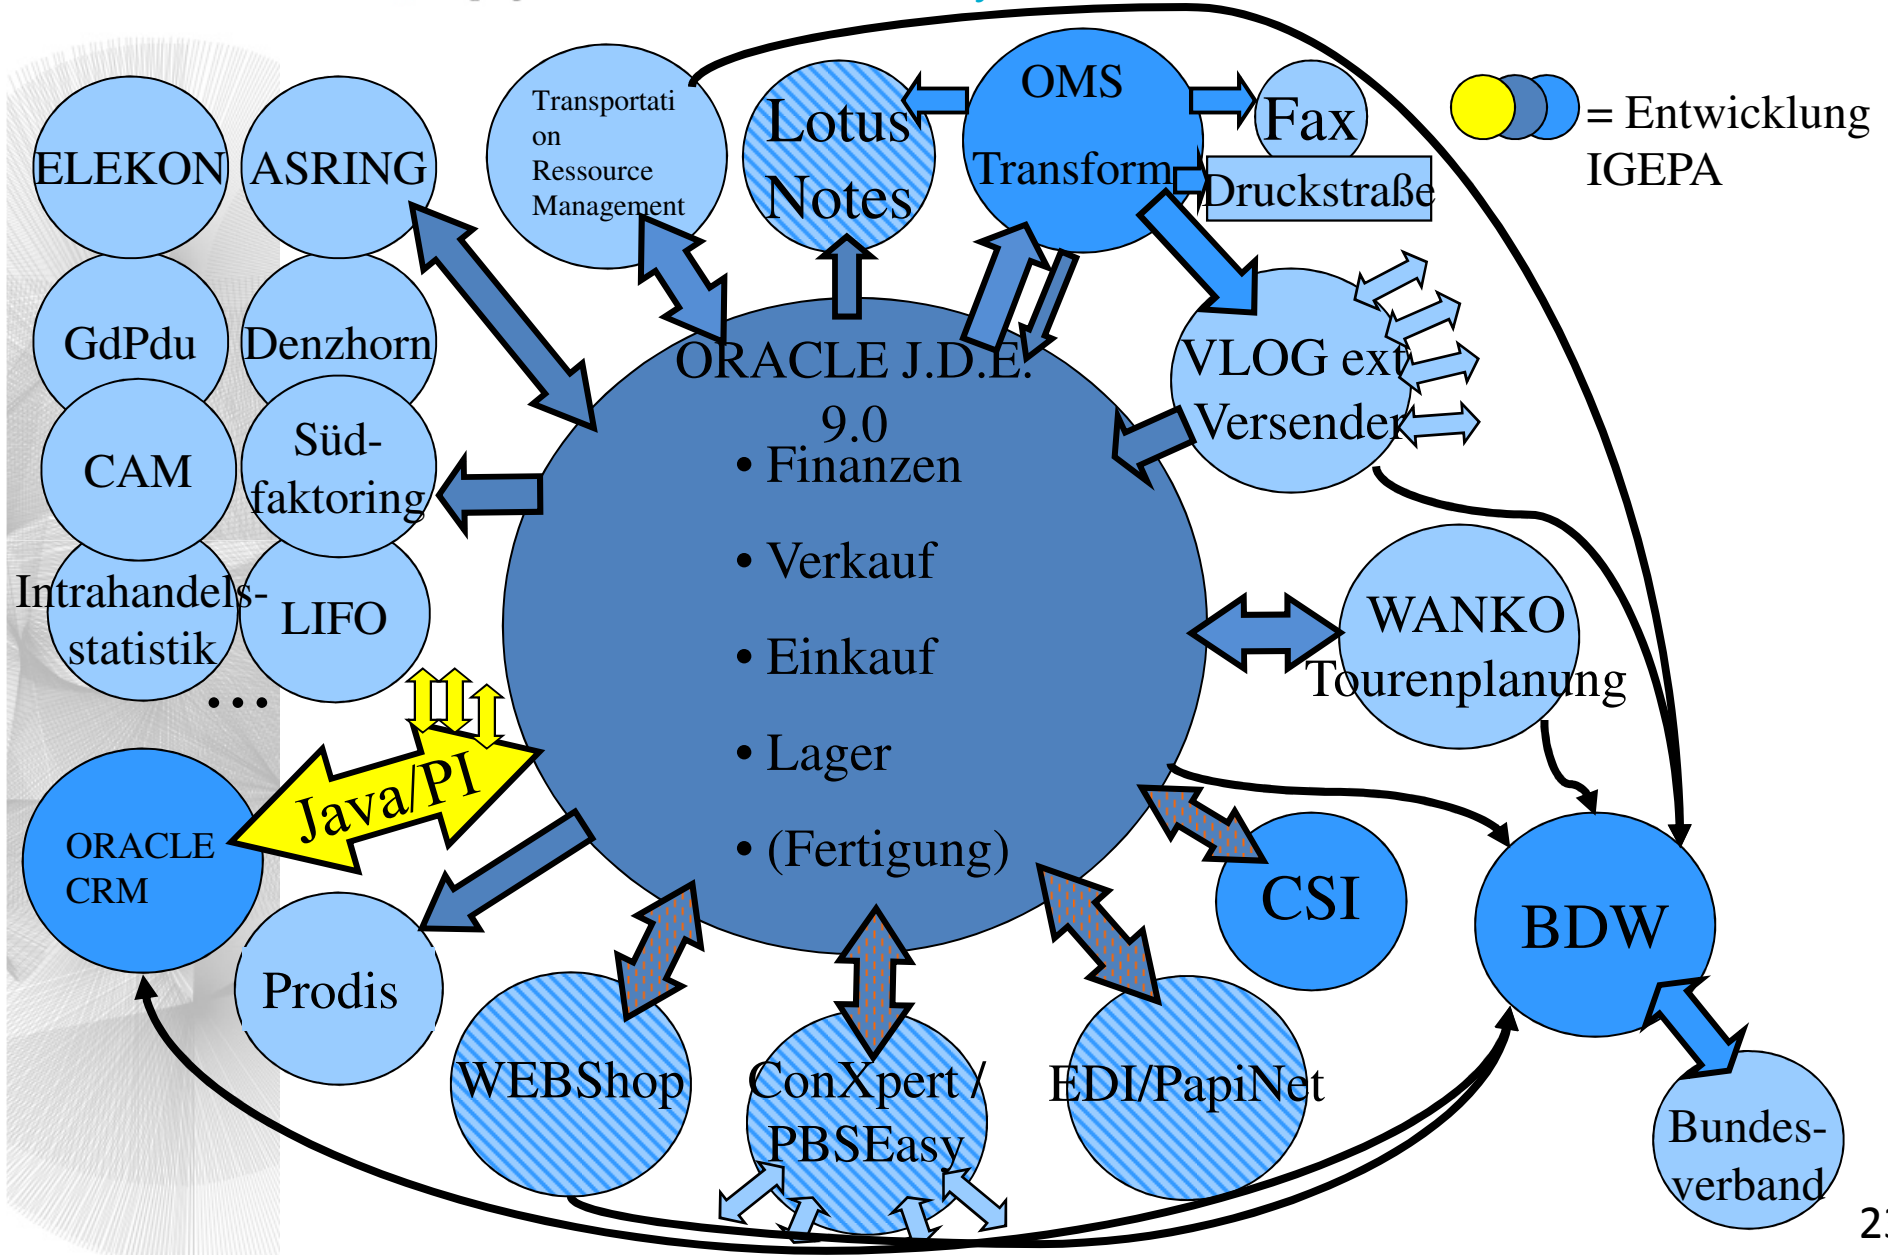 Transportati
on
Ressource
Management
Lotus
Notes
OMS
Transform
Fax
Druckstraße
= Entwicklung
IGEPA
ELEKON
ASRING
GdPdu
Denzhorn
CAM
Süd-
faktoring
Intrahandels-
statistik
LIFO
...
ORACLE J.D.E.
9.0
• Finanzen
• Verkauf
• Einkauf
• Lager
• (Fertigung)
VLOG ext
Versender
WANKO
Tourenplanung
Java/PI
ORACLE
CRM
Prodis
WEBShop
ConXpert /
PBSEasy
EDI/PapiNet
CSI
BDW
Bundes-
verband